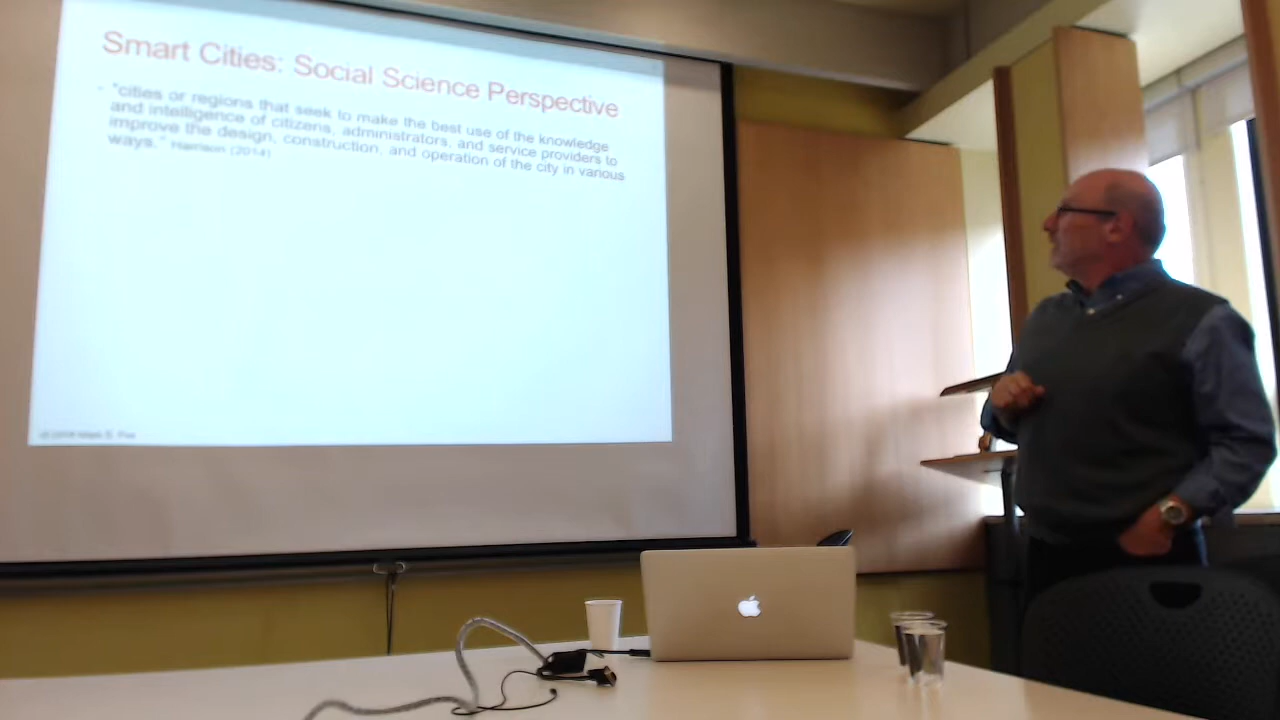 Smart Cities: Social Science Perspective
"cities or regions that seek to make the best use of the knowledge
and intelligence of citizens, administrators, and service providers to
improve the design, construction, and operation of the city in various
ways." Harrison (2014)
Mark S. Fox